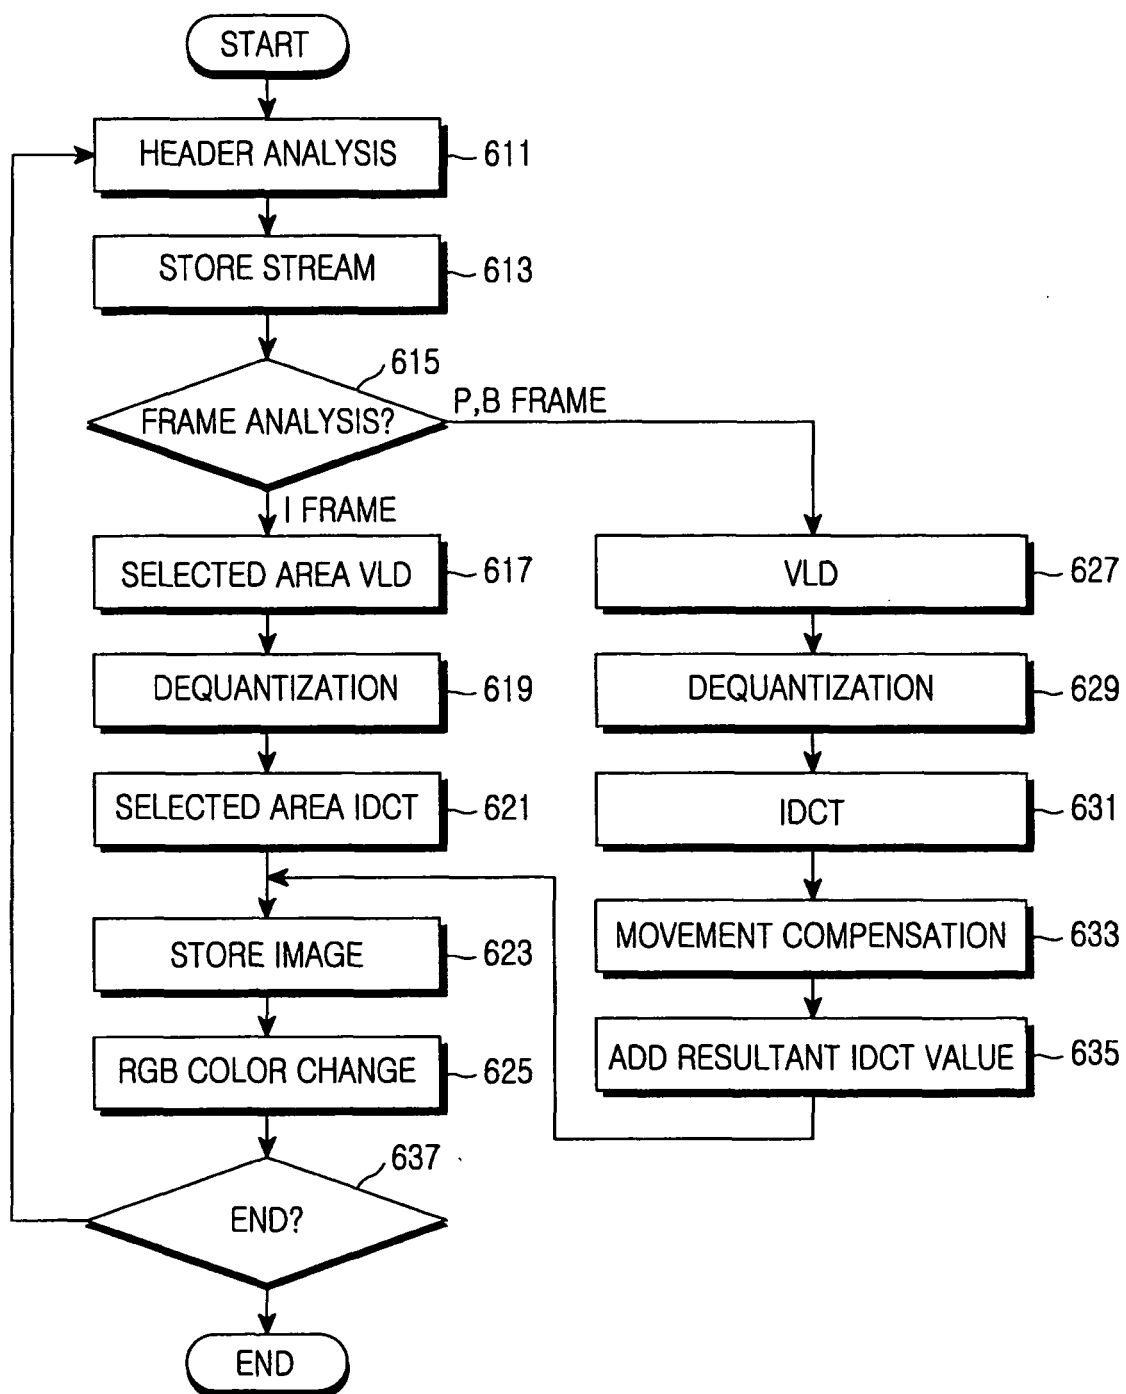 START
HEADER ANALYSIS
611
STORE STREAM
613
615
FRAME ANALYSIS?
P,B FRAME
I FRAME
SELECTED AREA VLD
617
DEQUANTIZATION
619
SELECTED AREA IDCT
621
STORE IMAGE
623
RGB COLOR CHANGE
625
VLD
627
DEQUANTIZATION
629
IDCT
631
MOVEMENT COMPENSATION
633
ADD RESULTANT IDCT VALUE
635
637
END?
END